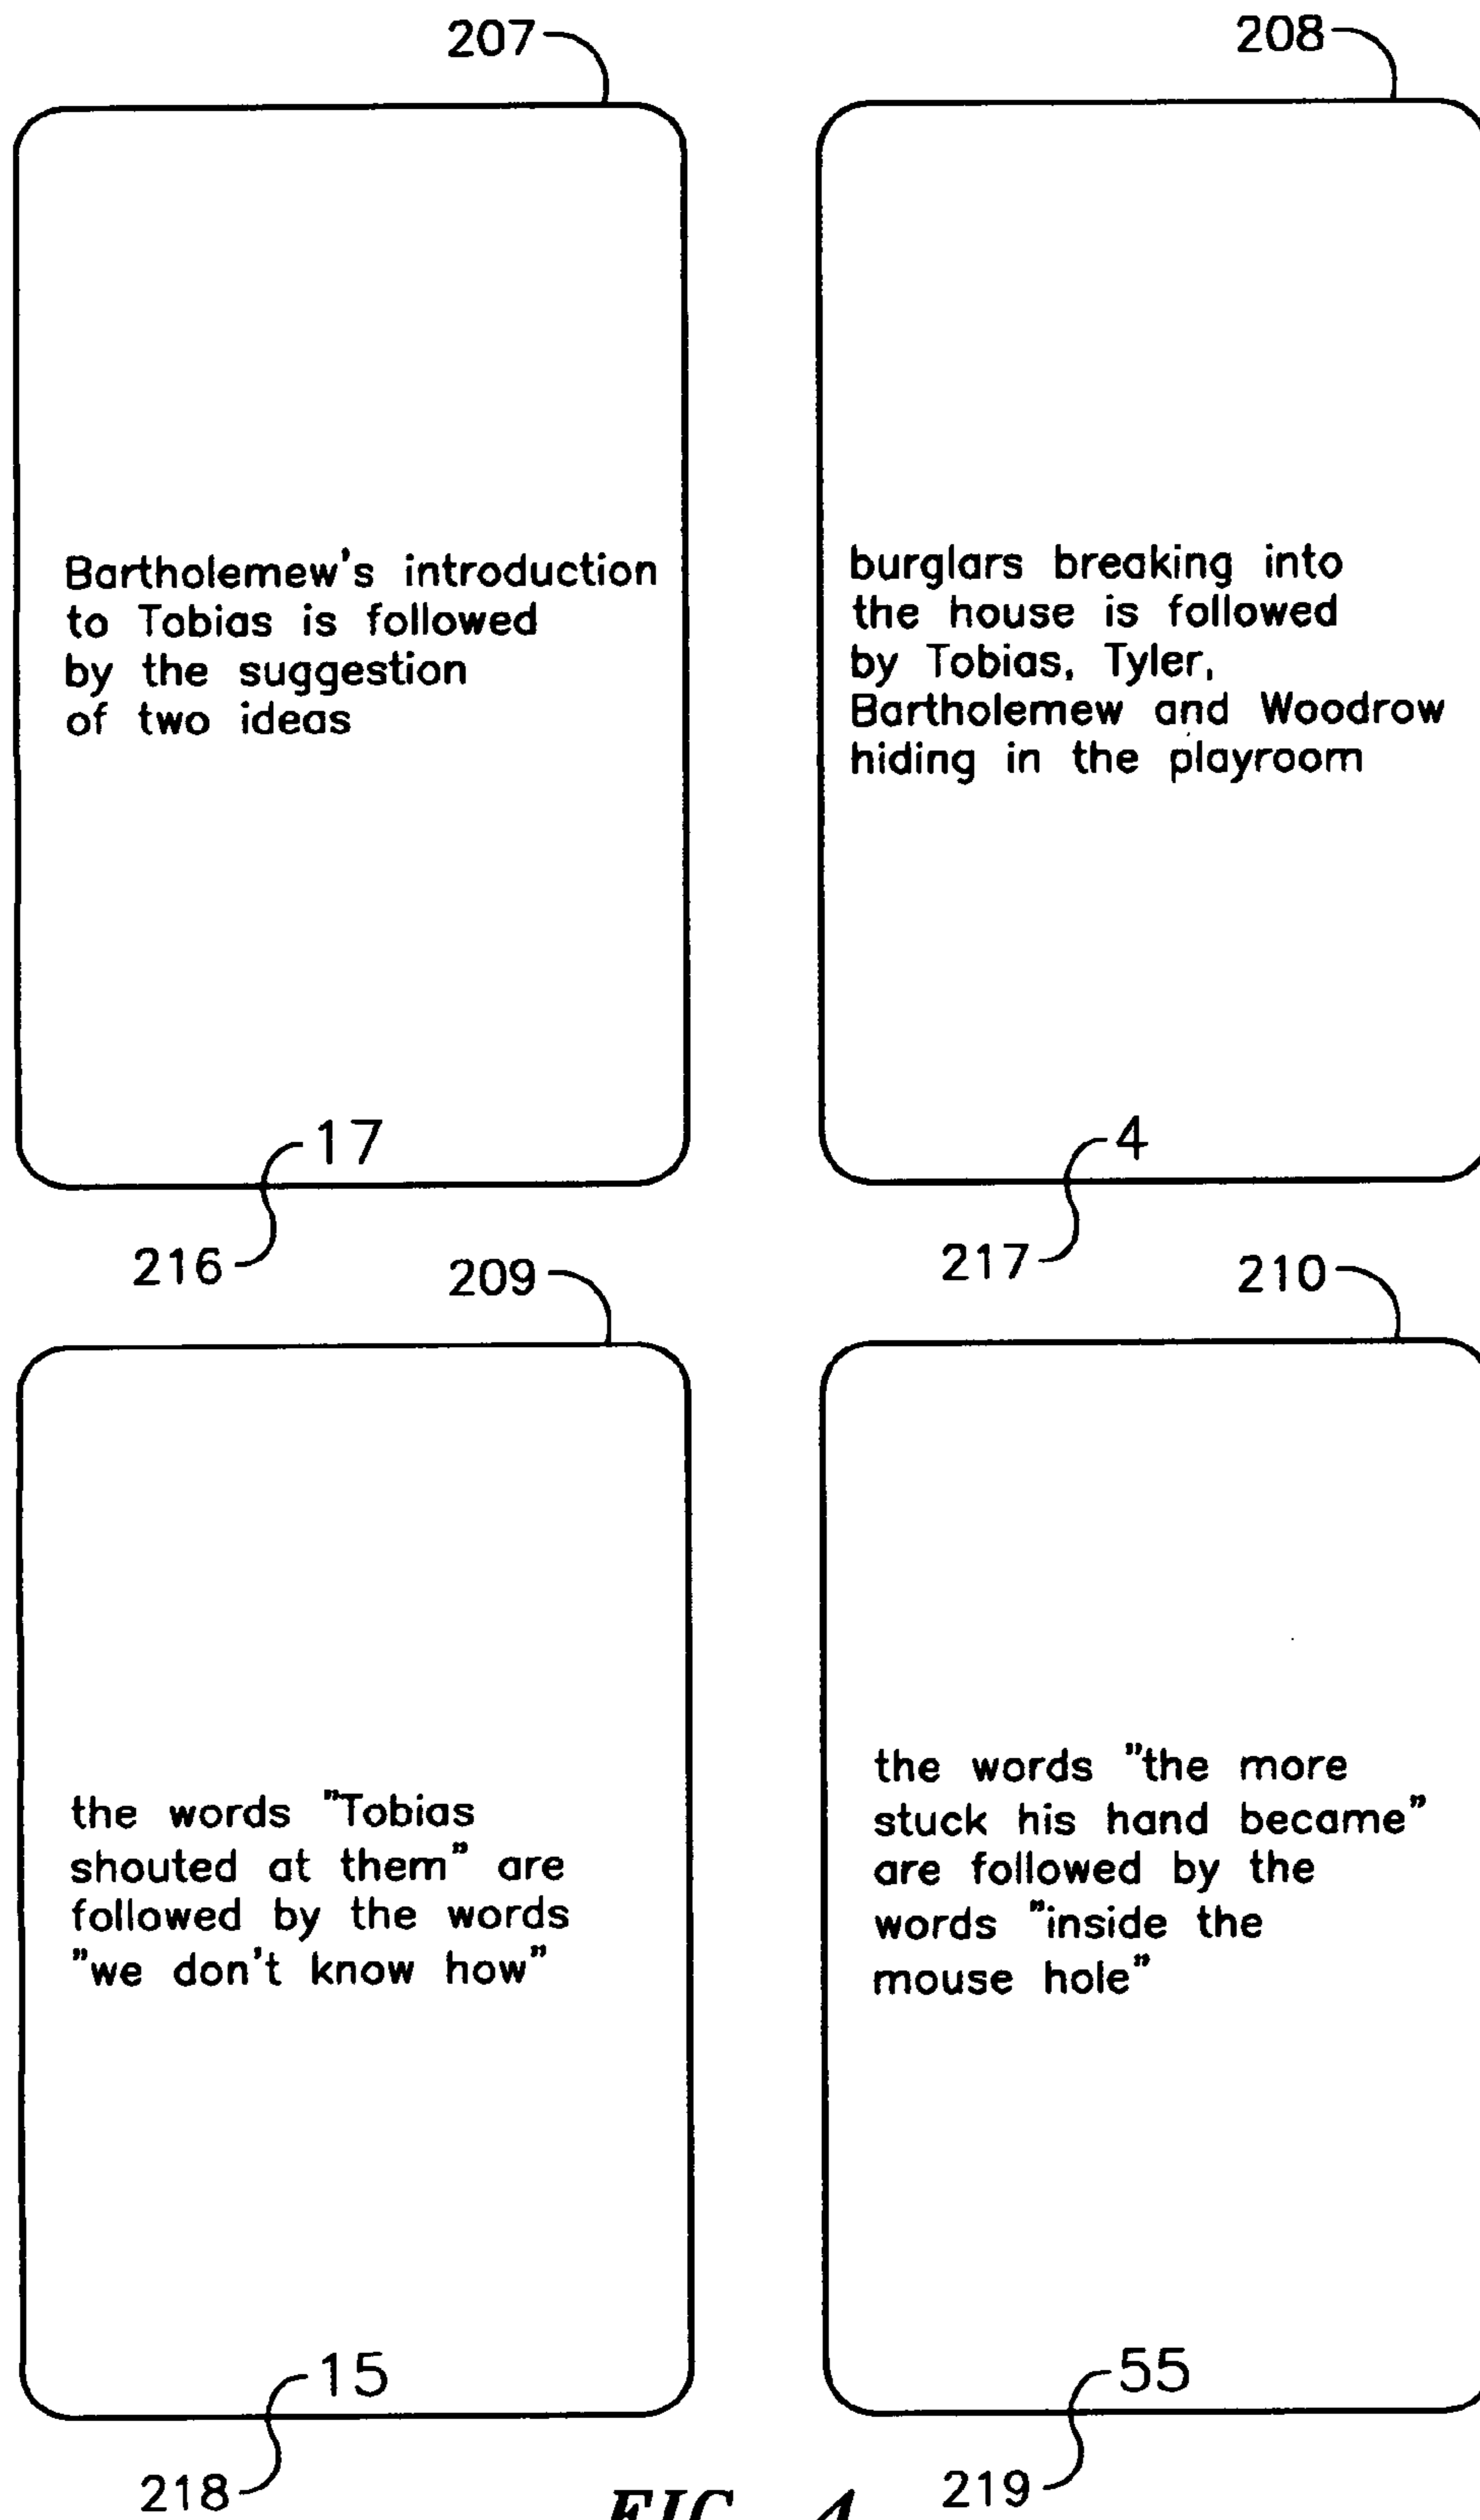 207
208
Bartholemew's introduction
to Tobias is followed
by the suggestion
of two ideas
burglars breaking into
the house is followed
by Tobias, Tyler,
Bartholemew and Woodrow
hiding in the playroom
17
4
216
217
209
210
the words "Tobias
shouted at them" are
followed by the words
"we don't know how"
the words "the more
stuck his hand became"
are followed by the
words "inside the
mouse hole"
15
55
218
219
FIG. 4